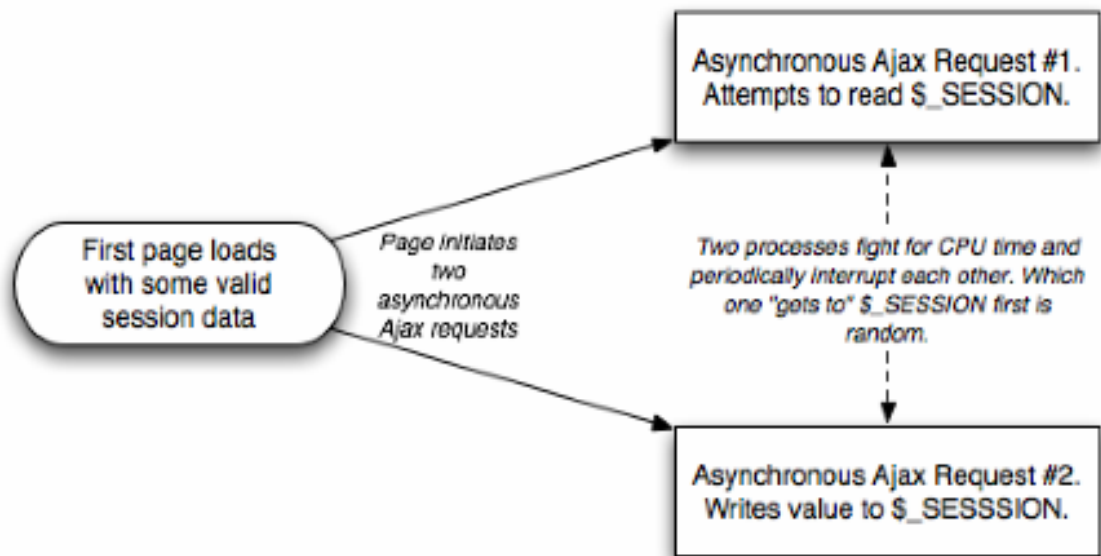 Asynchronous Ajax Request #1.
Attempts to read $_SESSION.
First page loads
with some valid
session data
Page initiates
two
asynchronous
Ajax requests
Two processes fight for CPU time and
periodically interrupt each other. Which
one "gets to" $_SESSION first is
random.
Asynchronous Ajax Request #2.
Writes value to $_SESSSION.